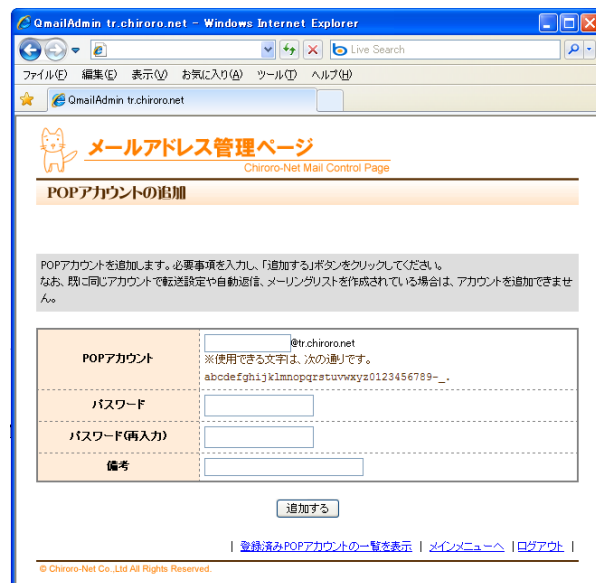 QmailAdmin tr.chiroro.net - Windows Internet Explorer
Live Search
ファイル(F) 編集(E) 表示(V) お気に入り(A) ツール(T) ヘルプ(H)
QmailAdmin tr.chiroro.net
メールアドレス管理ページ
Chiroro-Net Mail Control Page
POPアカウントの追加
POPアカウントを追加します。必要事項を入力し、「追加する」ボタンをクリックしてください。
なお、既に同じアカウントで転送設定や自動返信、メーリングリストを作成されている場合は、アカウントを追加できませ
ん。
POPアカウント
@tr.chiroro.net
※使用できる文字は、次の通りです。
abcdefghijklmnopqrstuvwxyz0123456789-_.
パスワード
パスワード(再入力)
備考
追加する
| 登録済みPOPアカウントの一覧を表示 | メインメニューへ | ログアウト |
© Chiroro-Net Co.,Ltd All Rights Reserved.